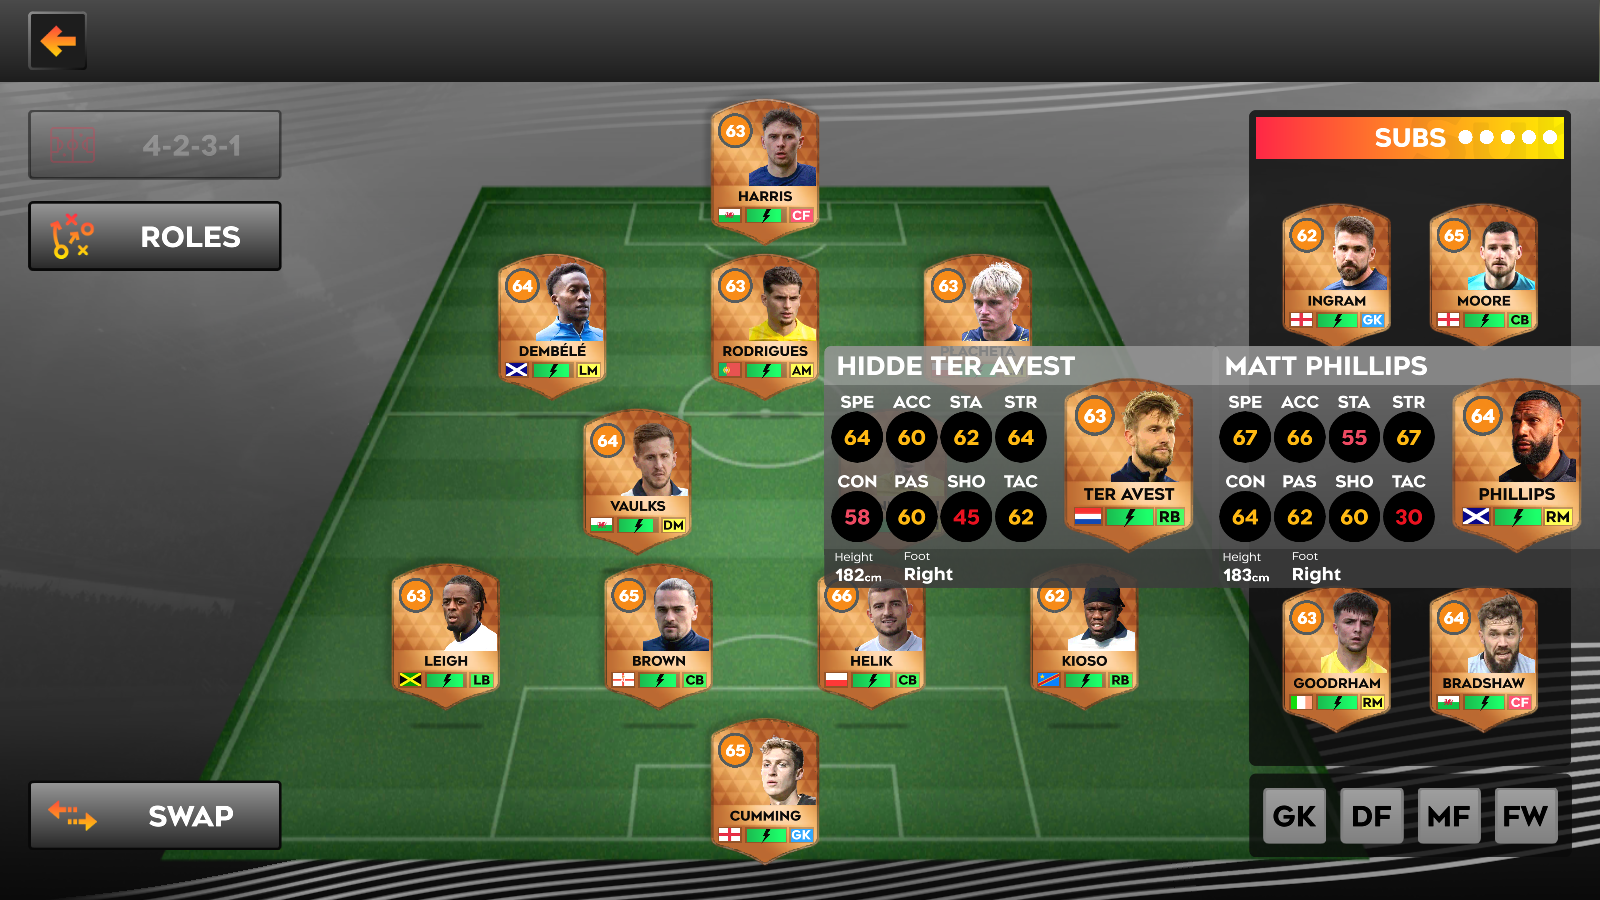 4-2-3-1
ROLES
SWAP
63
HARRIS
CF
64
DEMBÉLÉ
LM
63
RODRIGUES
AM
63
PŁACHETA
64
VAULKS
DM
63
LEIGH
LB
65
BROWN
CB
66
HELIK
CB
62
KIOSO
RB
65
CUMMING
GK
SUBS
62
INGRAM
GK
65
MOORE
CB
HIDDE TER AVEST
SPE ACC STA STR
64 60 62 64
CON PAS SHO TAC
58 60 45 62
Height Foot
182cm Right
63
TER AVEST
RB
MATT PHILLIPS
SPE ACC STA STR
67 66 55 67
CON PAS SHO TAC
64 62 60 30
Height Foot
183cm Right
64
PHILLIPS
RM
63
GOODRHAM
RM
64
BRADSHAW
CF
GK DF MF FW